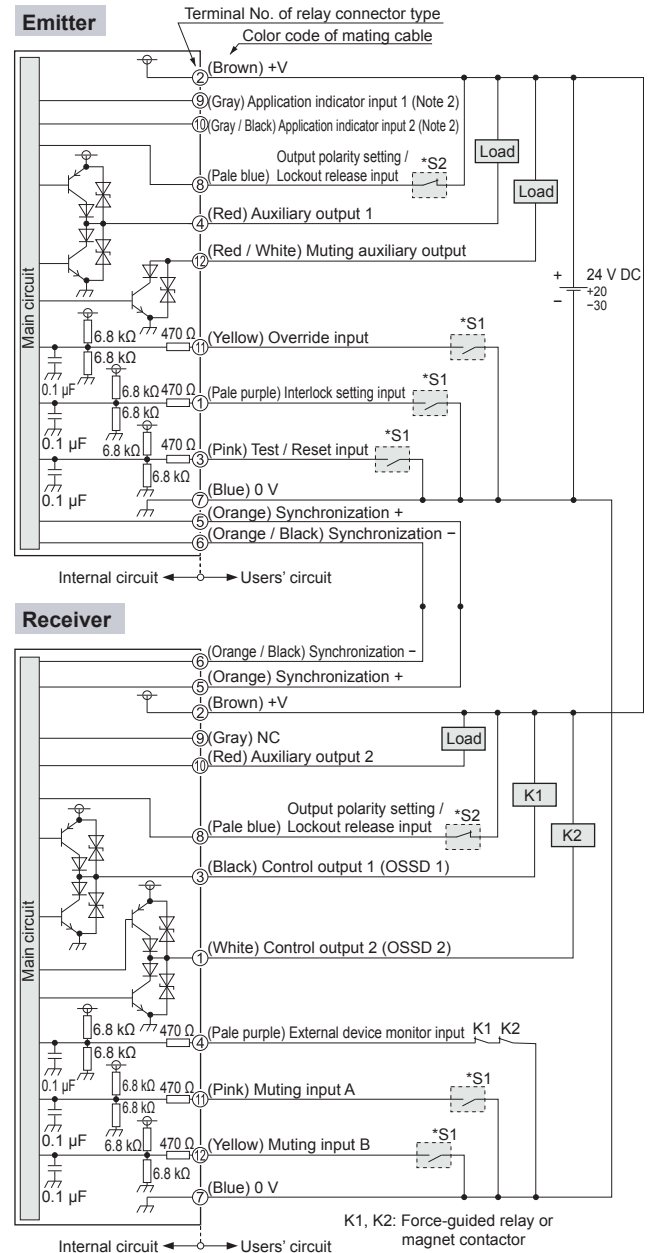 Emitter
Terminal No. of relay connector type
Color code of mating cable
② (Brown) +V
⑨ (Gray) Application indicator input 1 (Note 2)
⑩ (Gray / Black) Application indicator input 2 (Note 2)
Output polarity setting /
⑧ (Pale blue) Lockout release input
*S2
Load
Load
④ (Red) Auxiliary output 1
⑫ (Red / White) Muting auxiliary output
+
−
24 V DC
+20
−30
Main circuit
6.8 kΩ
6.8 kΩ
470 Ω
⑪ (Yellow) Override input
*S1
0.1 µF
6.8 kΩ
6.8 kΩ
470 Ω
① (Pale purple) Interlock setting input
*S1
0.1 µF
6.8 kΩ
6.8 kΩ
470 Ω
③ (Pink) Test / Reset input
*S1
0.1 µF
⑦ (Blue) 0 V
⑤ (Orange) Synchronization +
⑥ (Orange / Black) Synchronization −
Internal circuit
Users' circuit
Receiver
⑥ (Orange / Black) Synchronization −
⑤ (Orange) Synchronization +
② (Brown) +V
⑨ (Gray) NC
⑩ (Red) Auxiliary output 2
Load
K1
K2
Output polarity setting /
⑧ (Pale blue) Lockout release input
*S2
③ (Black) Control output 1 (OSSD 1)
① (White) Control output 2 (OSSD 2)
Main circuit
6.8 kΩ
6.8 kΩ
470 Ω
④ (Pale purple) External device monitor input
K1 K2
0.1 µF
6.8 kΩ
6.8 kΩ
470 Ω
⑪ (Pink) Muting input A
*S1
0.1 µF
6.8 kΩ
6.8 kΩ
470 Ω
⑫ (Yellow) Muting input B
*S1
0.1 µF
⑦ (Blue) 0 V
K1, K2: Force-guided relay or
magnet contactor
Internal circuit
Users' circuit